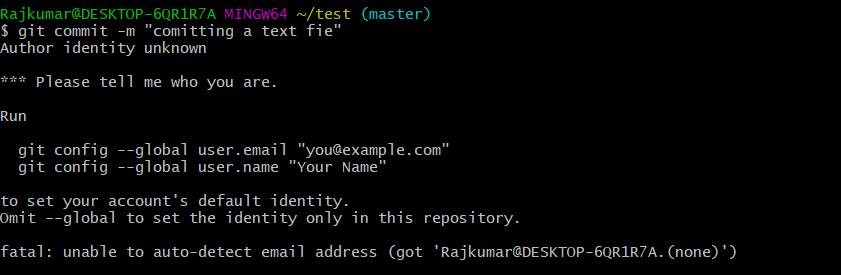 Rajkumar@DESKTOP-6QR1R7A MINGW64 ~/test (master)
$ git commit -m "comitting a text fie"
Author identity unknown
*** Please tell me who you are.
Run
git config --global user.email "you@example.com"
git config --global user.name "Your Name"
to set your account's default identity.
Omit --global to set the identity only in this repository.
fatal: unable to auto-detect email address (got 'Rajkumar@DESKTOP-6QR1R7A.(none)')